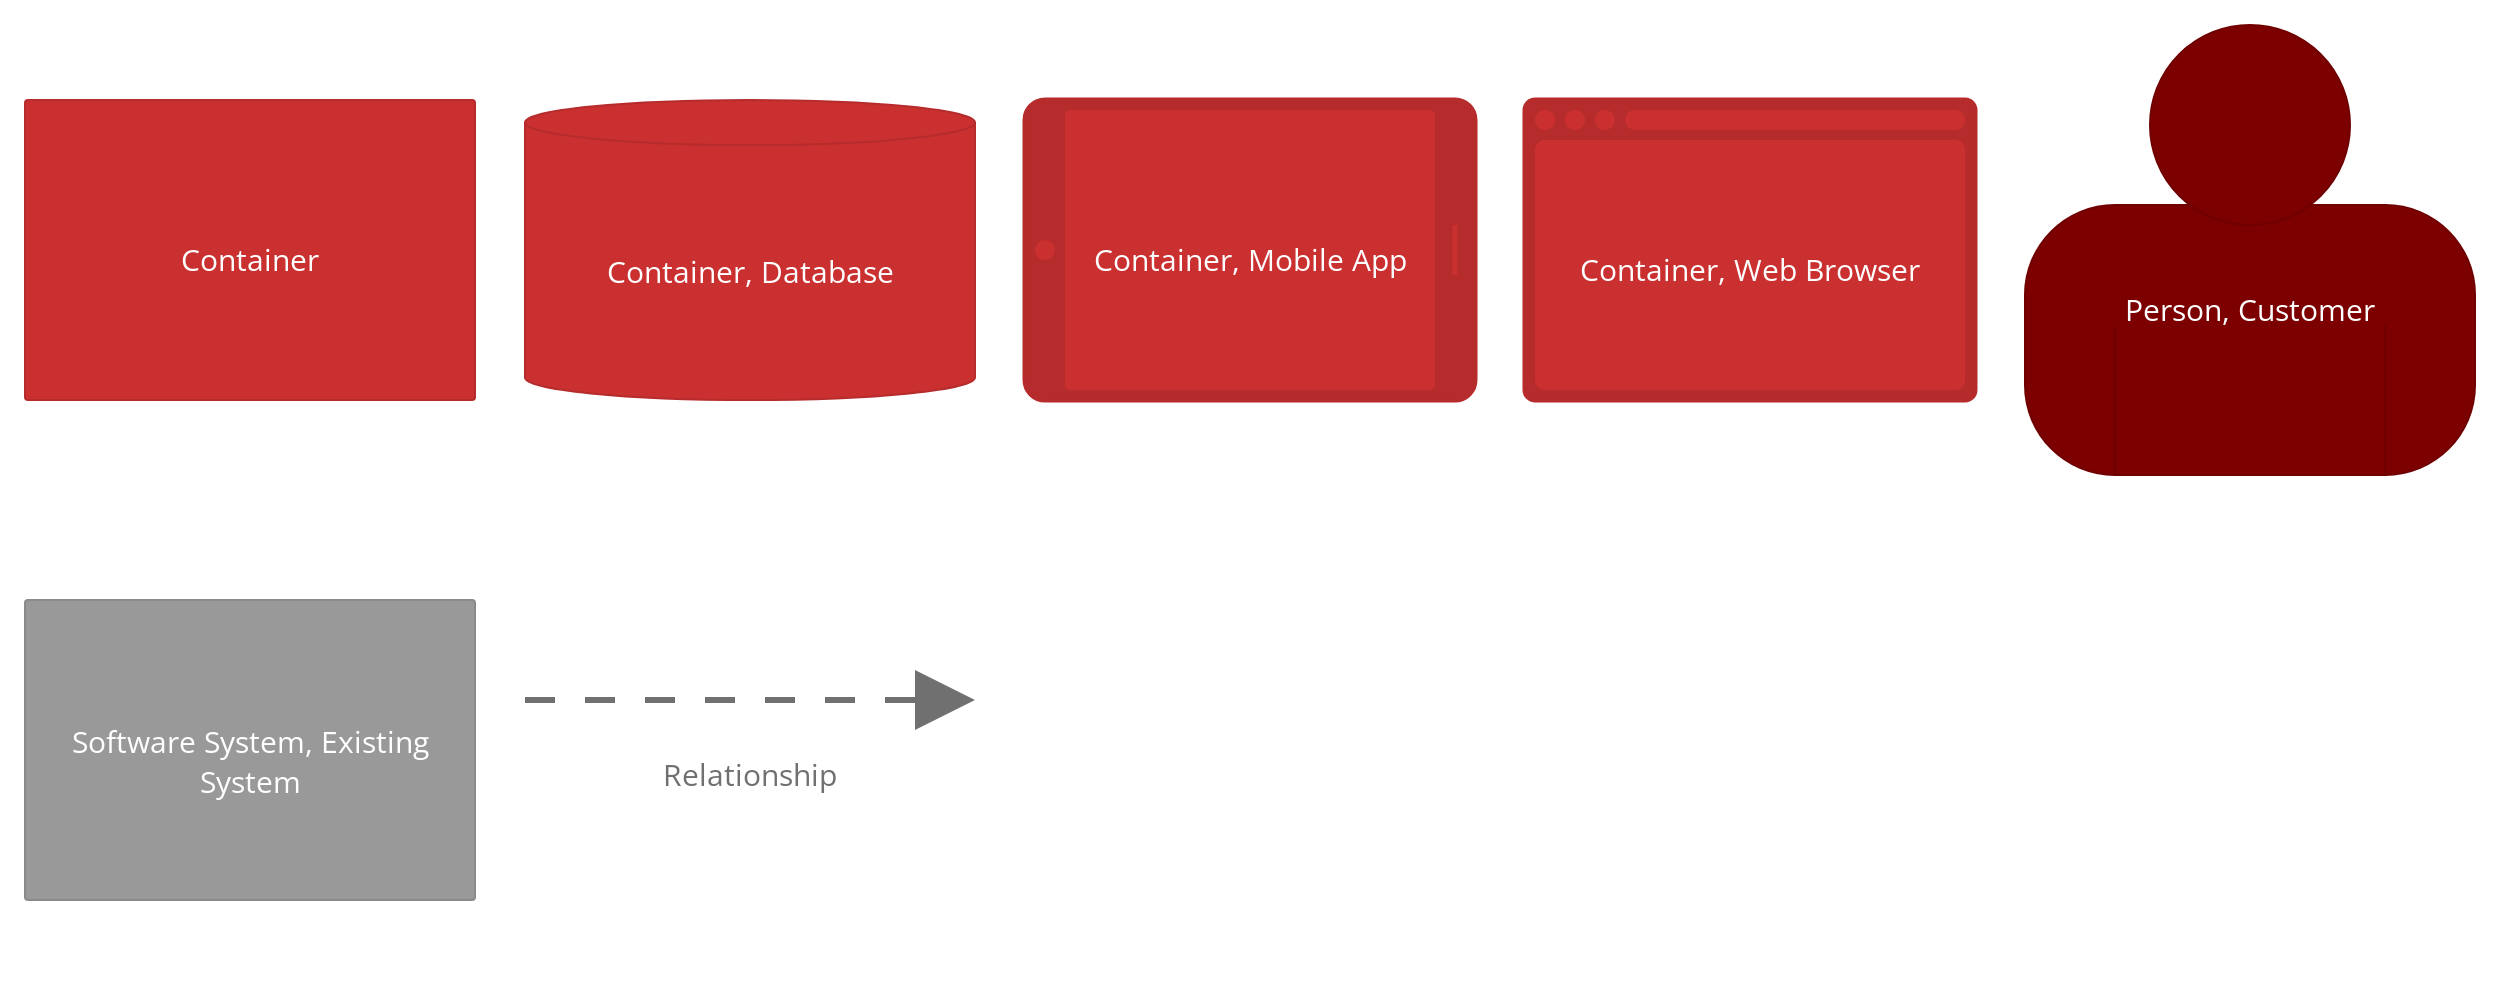 Container
Container, Database
Container, Mobile App
Container, Web Browser
Person, Customer
Software System, Existing
System
Relationship